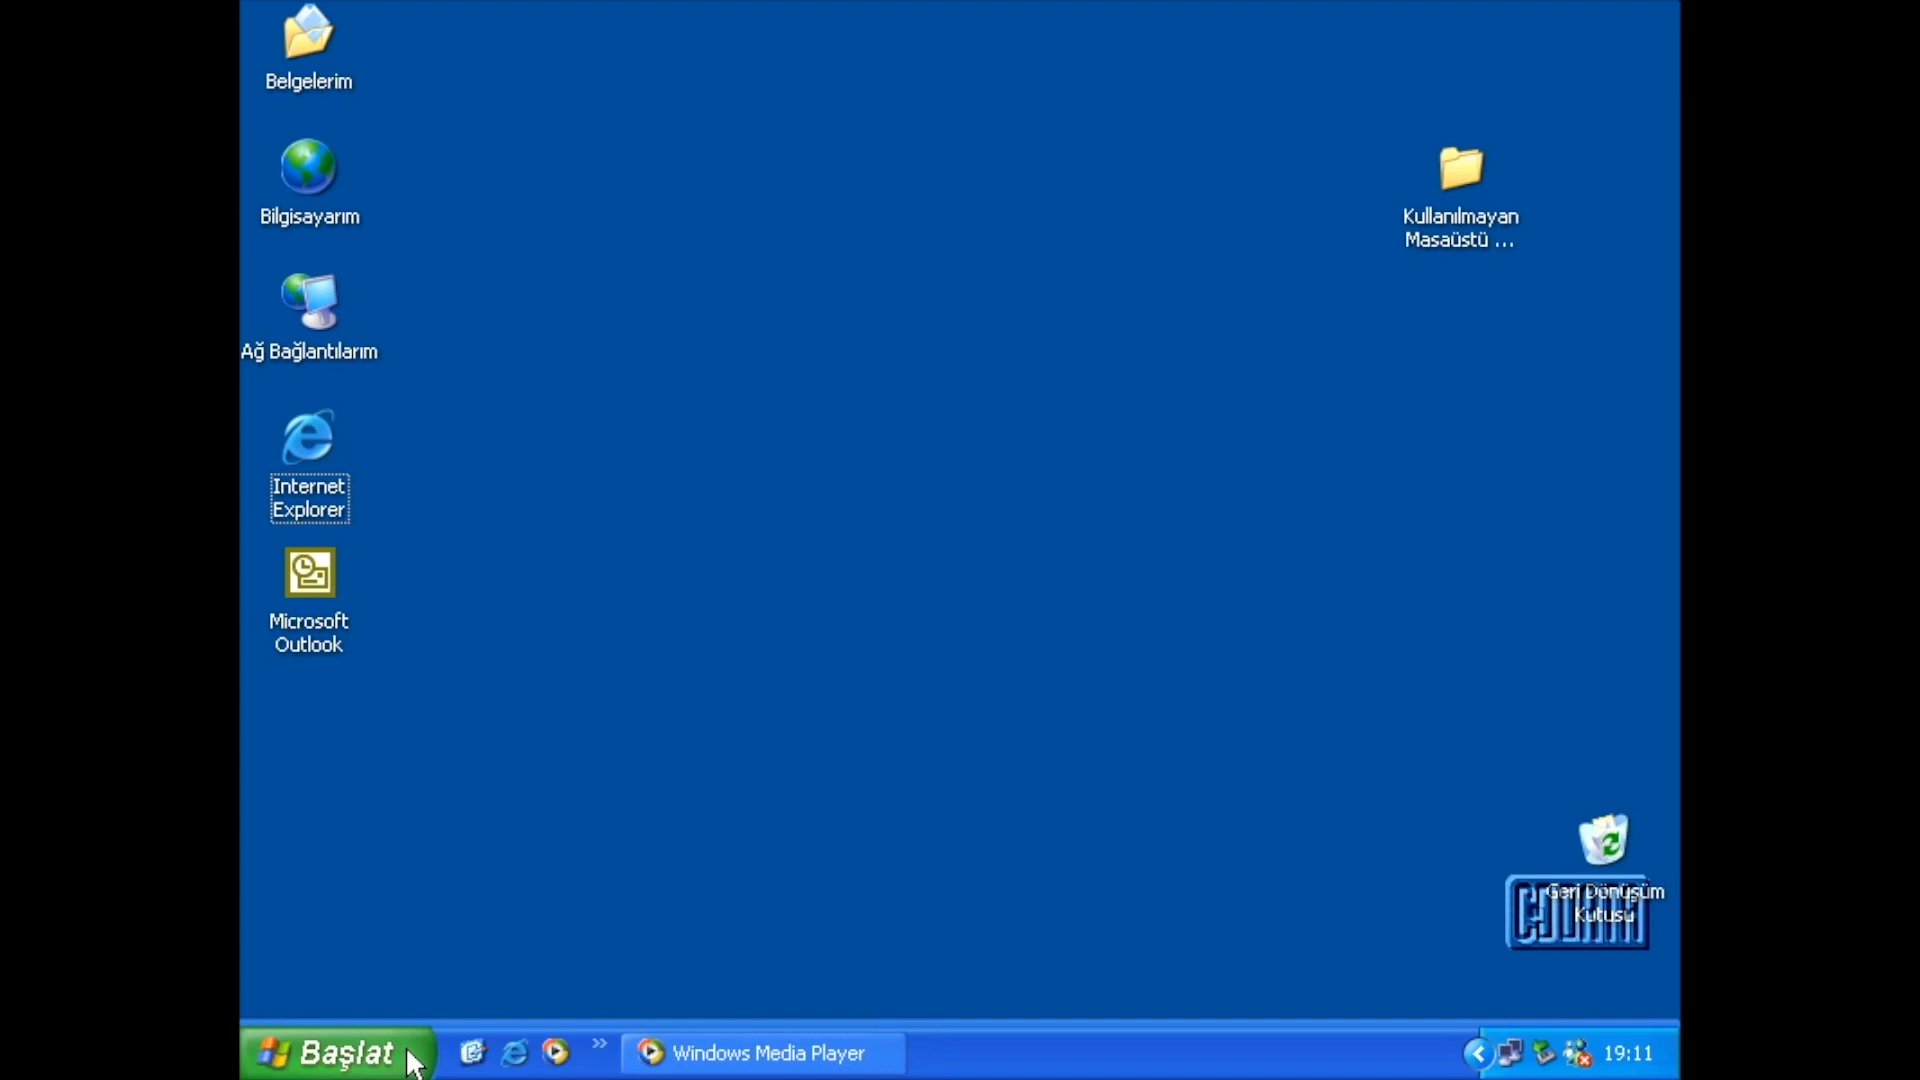 Belgelerim
Bilgisayarım
Kullanılmayan
Masaüstü ...
Ağ Bağlantılarım
Internet
Explorer
Microsoft
Outlook
Geri Dönüşüm
Kutusu
Başlat
Windows Media Player
19:11